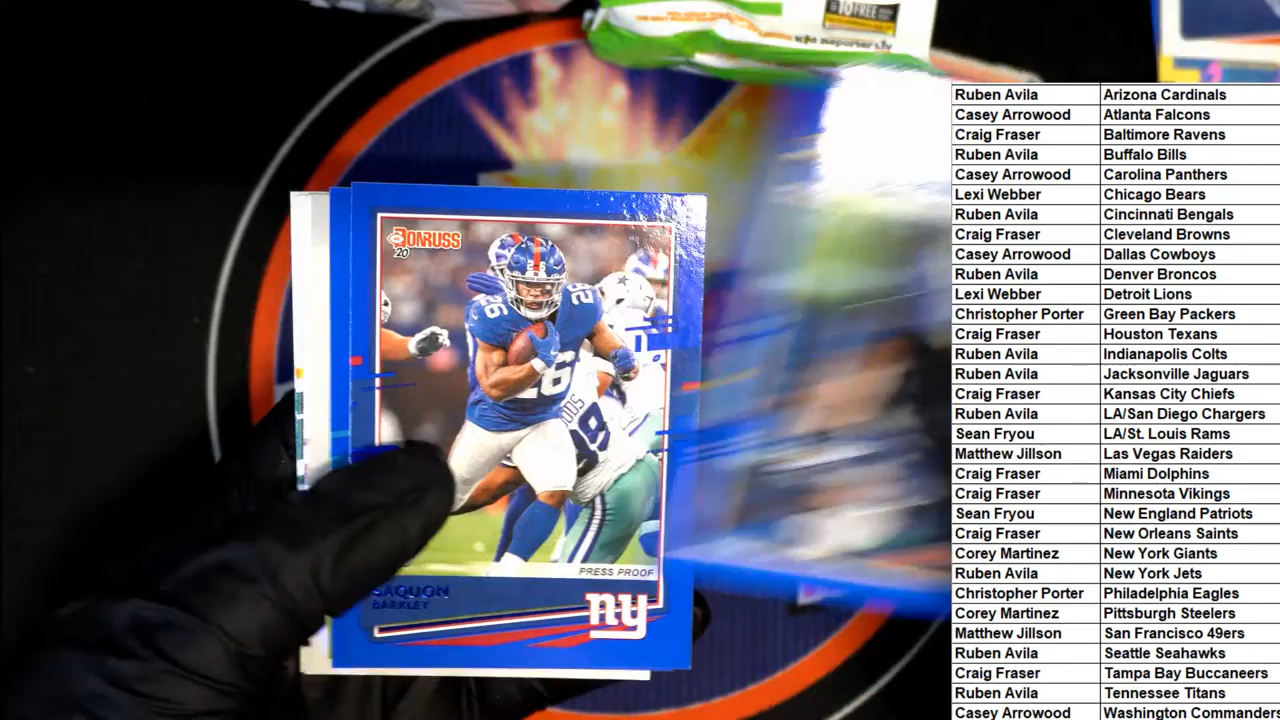 10 FREE
Kid Reporter
Ruben Avila Arizona Cardinals
Casey Arrowood Atlanta Falcons
Craig Fraser Baltimore Ravens
Ruben Avila Buffalo Bills
Casey Arrowood Carolina Panthers
Lexi Webber Chicago Bears
Ruben Avila Cincinnati Bengals
Craig Fraser Cleveland Browns
Casey Arrowood Dallas Cowboys
Ruben Avila Denver Broncos
Lexi Webber Detroit Lions
Christopher Porter Green Bay Packers
Craig Fraser Houston Texans
Ruben Avila Indianapolis Colts
Ruben Avila Jacksonville Jaguars
Craig Fraser Kansas City Chiefs
Ruben Avila LA/San Diego Chargers
Sean Fryou LA/St. Louis Rams
Matthew Jillson Las Vegas Raiders
Craig Fraser Miami Dolphins
Craig Fraser Minnesota Vikings
Sean Fryou New England Patriots
Craig Fraser New Orleans Saints
Corey Martinez New York Giants
Ruben Avila New York Jets
Christopher Porter Philadelphia Eagles
Corey Martinez Pittsburgh Steelers
Matthew Jillson San Francisco 49ers
Ruben Avila Seattle Seahawks
Craig Fraser Tampa Bay Buccaneers
Ruben Avila Tennessee Titans
Casey Arrowood Washington Commanders
DONRUSS
20
26
26
26
PRESS PROOF
SAQUON
BARKLEY
ny